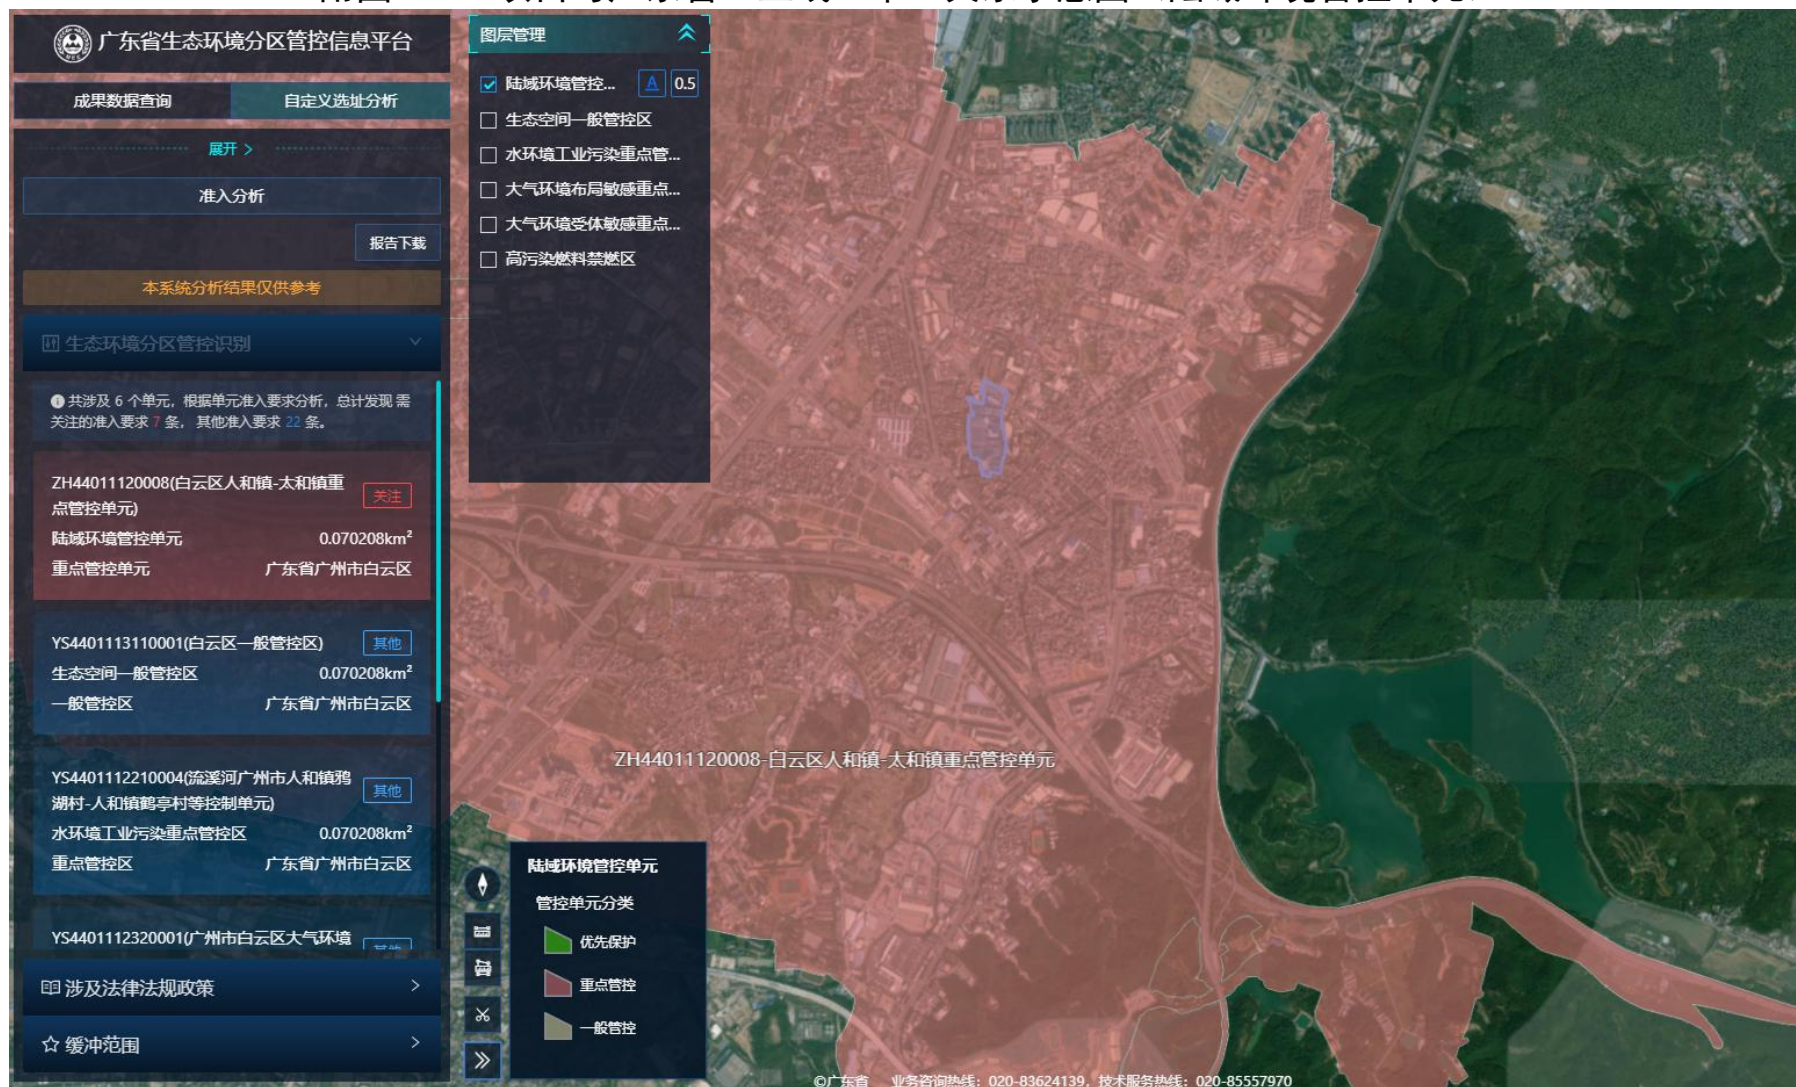 广东省生态环境分区管控信息平台
成果数据查询
自定义选址分析
展开 >
准入分析
报告下载
本系统分析结果仅供参考
生态环境分区管控识别
共涉及 6 个单元，根据单元准入要求分析，总计发现 需
关注的准入要求 7 条， 其他准入要求 22 条。
ZH44011120008(白云区人和镇-太和镇重
点管控单元)
关注
陆域环境管控单元 0.070208km²
重点管控单元 广东省广州市白云区
YS4401113110001(白云区一般管控区) 其他
生态空间一般管控区 0.070208km²
一般管控区 广东省广州市白云区
YS4401112210004(流溪河广州市人和镇鸦
湖村-人和镇鹤亭村等控制单元)
其他
水环境工业污染重点管控区 0.070208km²
重点管控区 广东省广州市白云区
YS4401112320001(广州市白云区大气环境
其他
涉及法律法规政策 >
缓冲范围 >
图层管理
陆域环境管控... A 0.5
生态空间一般管控区
水环境工业污染重点管...
大气环境布局敏感重点...
大气环境受体敏感重点...
高污染燃料禁燃区
ZH44011120008-白云区人和镇-太和镇重点管控单元
陆域环境管控单元
管控单元分类
优先保护
重点管控
一般管控
©广东省 业务咨询热线：020-83624139，技术服务热线：020-85557970